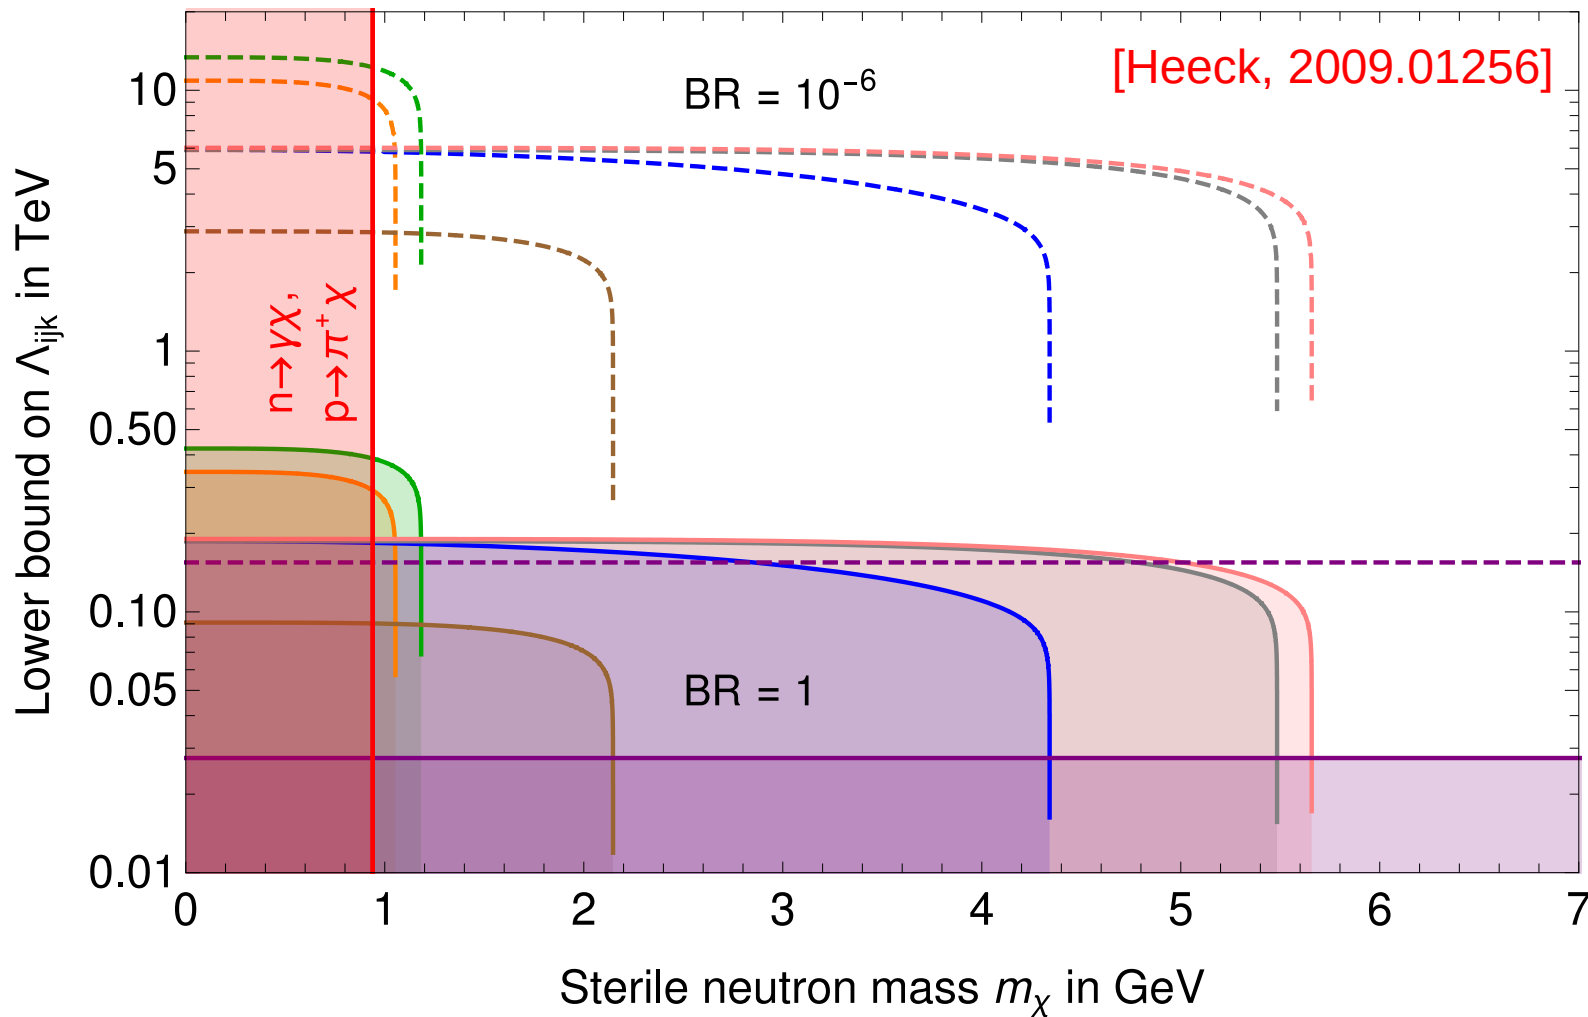 [Heeck, 2009.01256]
BR = 10⁻⁶
10
5
1
0.50
0.10
0.05
0.01
Lower bound on Λijk in TeV
n→γχ,
p→π⁺χ
BR = 1
0 1 2 3 4 5 6 7
Sterile neutron mass mχ in GeV